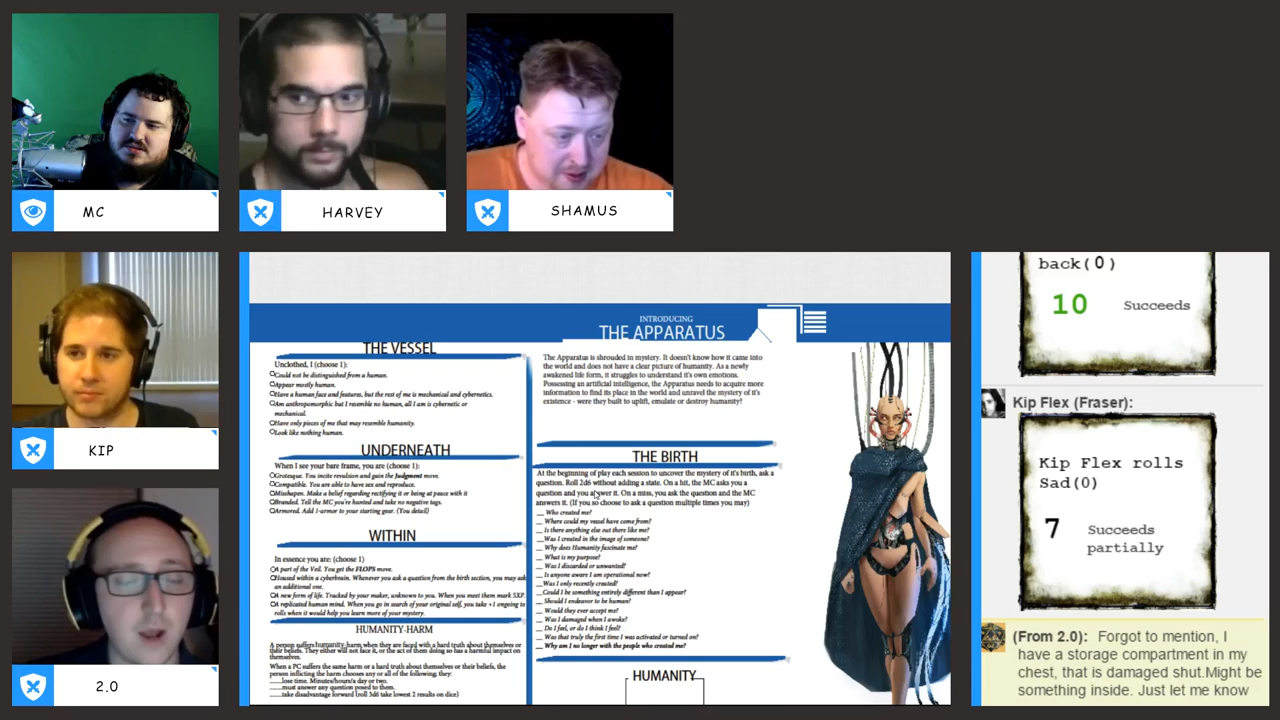 MC
HARVEY
SHAMUS
KIP
2.0
INTRODUCING
THE APPARATUS
THE VESSEL
Unclothed, I (choose 1):
Could not be distinguished from a human.
Appear mostly human.
Have a human face and features, but the rest of me is mechanical and cybernetics.
Am anthropomorphic but I resemble no human, all I am is cybernetic or
mechanical.
Have only pieces of me that may resemble humanity.
Look like nothing human.
UNDERNEATH
When I see your bare frame, you are (choose 1):
Grotesque. You incite revulsion and gain the Judgment move.
Compatible. You are able to have sex and reproduce.
Misshapen. Make a belief regarding rectifying it or being at peace with it
Branded. Tell the MC you're hunted and take no negative tags.
Armored. Add 1-armor to your starting gear. (You detail)
WITHIN
In essence you are: (choose 1)
A part of the Veil. You get the FLOPS move.
Housed within a cyberbrain. Whenever you ask a question from the birth section, you may ask
an additional one.
A new form of life. Tracked by your maker, unknown to you. When you meet them mark 5XP.
A replicated human mind. When you go in search of your original self, you take +1 ongoing to
rolls when it would help you learn more of your mystery.
HUMANITY-HARM
A person suffers humanity harm when they are faced with a hard truth about themselves or
their beliefs. They either will not face it, or the act of them doing so has a harmful impact on
themselves.
When a PC suffers the same harm or a hard truth about themselves or their beliefs, the
person inflicting the harm chooses any or all of the following; they:
___lose time. Minutes/hours/a day or two.
___must answer any question posed to them.
___take disadvantage forward (roll 3d6 take lowest 2 results on dice)
The Apparatus is shrouded in mystery. It doesn't know how it came into
the world and does not have a clear picture of humanity. As a newly
awakened life form, it struggles to understand it's own emotions.
Possessing an artificial intelligence, the Apparatus needs to acquire more
information to find its place in the world and unravel the mystery of it's
existence - were they built to uplift, emulate or destroy humanity?
THE BIRTH
At the beginning of play each session to uncover the mystery of it's birth, ask a
question. Roll 2d6 without adding a state. On a hit, the MC asks you a
question and you answer it. On a miss, you ask the question and the MC
answers it. (If you so choose to ask a question multiple times you may)
__ Who created me?
__ Where could my vessel have come from?
__ Is there anything else out there like me?
__ Was I created in the image of someone?
__ Why does Humanity fascinate me?
__ What is my purpose?
__ Was I discarded or unwanted?
__ Is anyone aware I am operational now?
__ Was I only recently created?
__ Could I be something entirely different than I appear?
__ Should I endeavor to be human?
__ Would they ever accept me?
__ Was I damaged when I awoke?
__ Do I feel, or do I think I feel?
__ Was that truly the first time I was activated or turned on?
__ Why am I no longer with the people who created me?
HUMANITY
back(0)
10 Succeeds
Kip Flex (Fraser):
Kip Flex rolls
Sad(0)
7 Succeeds
partially
(From 2.0): Forgot to mention, I
have a storage compartment in my
chest, that is damaged shut.Might be
something inside. Just let me know